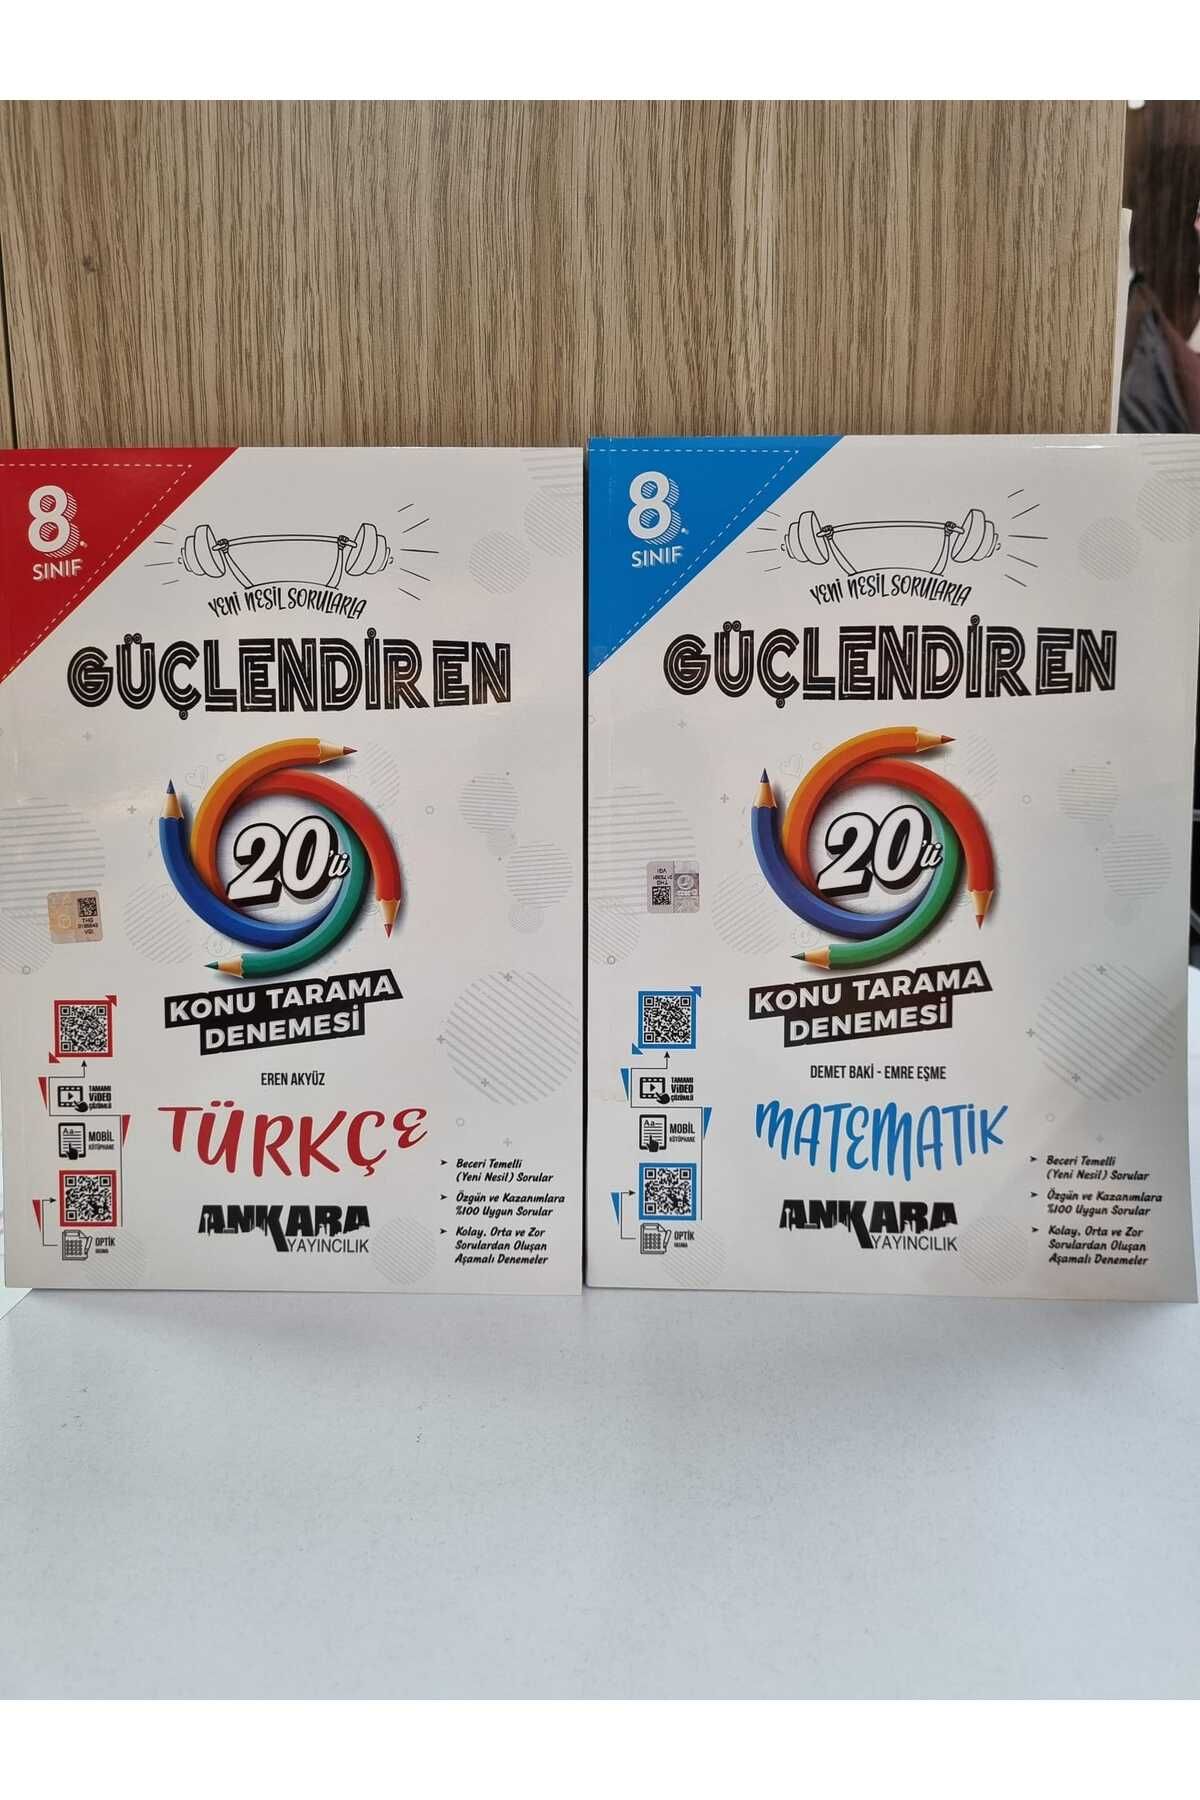 8.
SINIF
YENİ NESİL SORULARLA
GÜÇLENDİREN
20'li
KONU TARAMA
DENEMESİ
EREN AKYÜZ
TÜRKÇE
TAMAMI
VİDEO
ÇÖZÜMLÜ
MOBİL
KÜTÜPHANE
OPTİK
ANKARA
YAYINCILIK
➤ Beceri Temelli
(Yeni Nesil) Sorular
➤ Özgün ve Kazanımlara
%100 Uygun Sorular
➤ Kolay, Orta ve Zor
Sorulardan Oluşan
Aşamalı Denemeler
8.
SINIF
YENİ NESİL SORULARLA
GÜÇLENDİREN
20'li
KONU TARAMA
DENEMESİ
DEMET BAKİ - EMRE EŞME
MATEMATİK
TAMAMI
VİDEO
ÇÖZÜMLÜ
MOBİL
KÜTÜPHANE
OPTİK
ANKARA
YAYINCILIK
➤ Beceri Temelli
(Yeni Nesil) Sorular
➤ Özgün ve Kazanımlara
%100 Uygun Sorular
➤ Kolay, Orta ve Zor
Sorulardan Oluşan
Aşamalı Denemeler